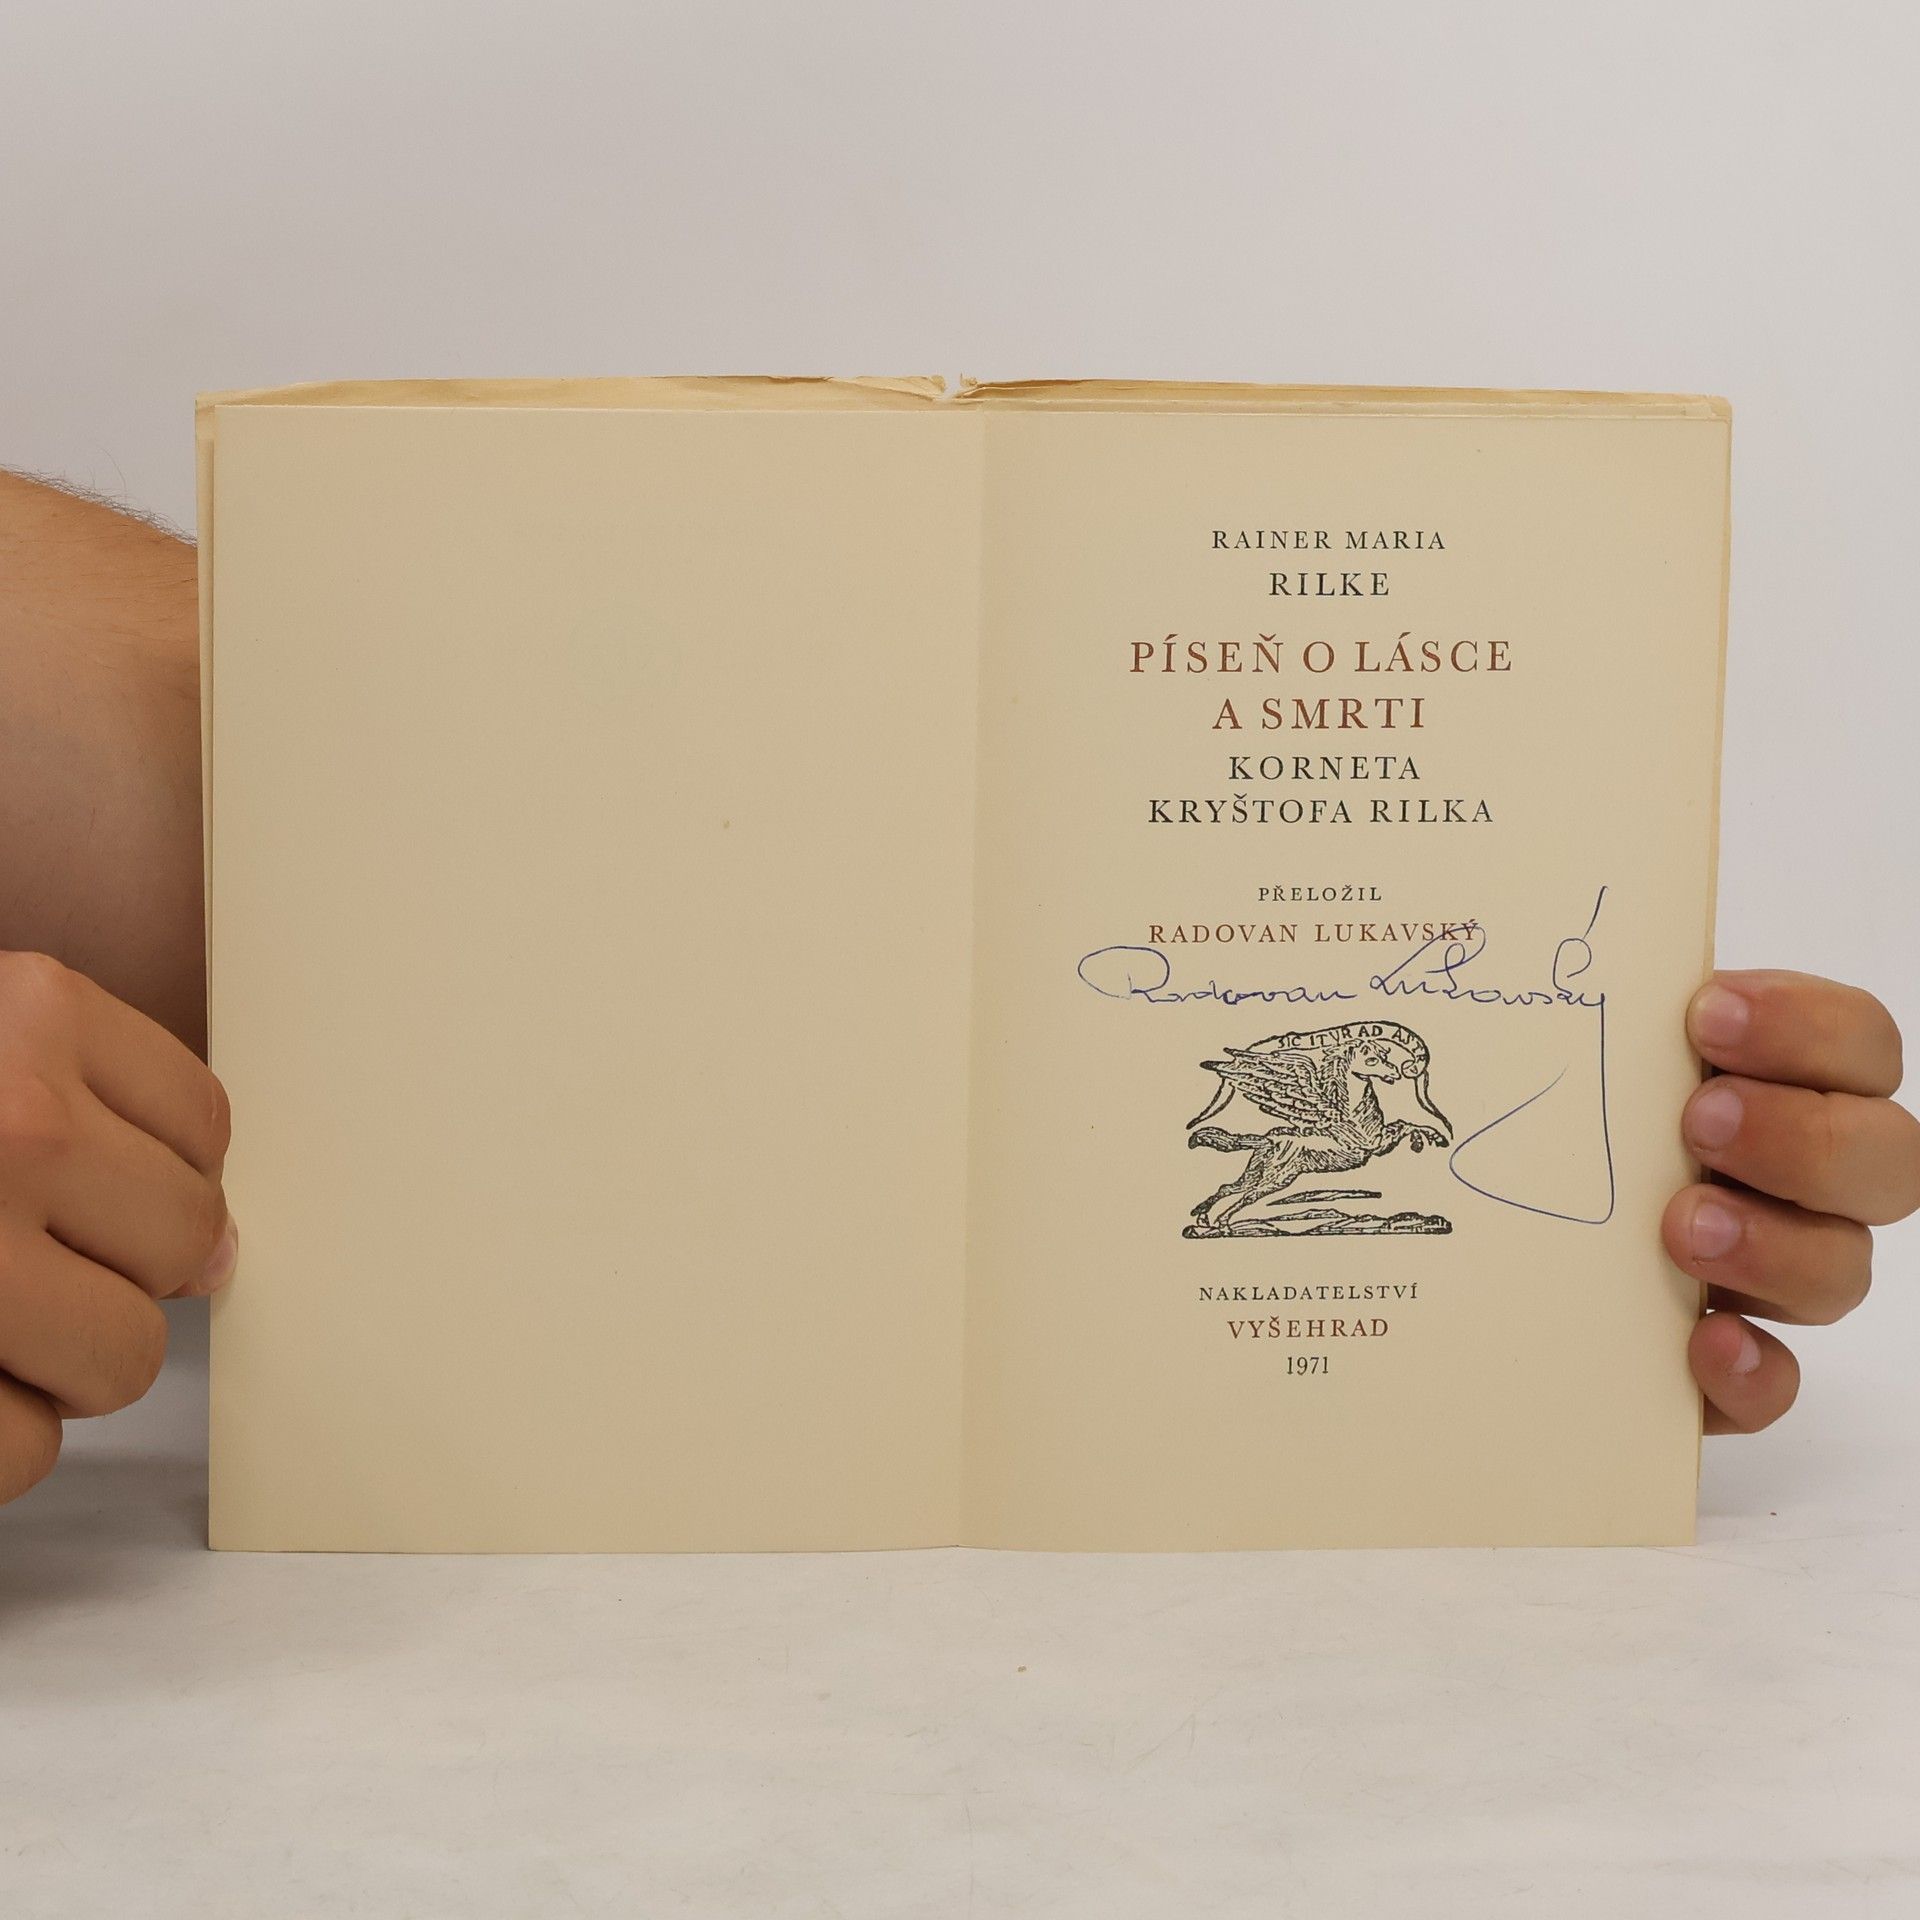 RAINER MARIA
RILKE
PÍSEŇ O LÁSCE
A SMRTI
KORNETA
KRYŠTOFA RILKA
PŘELOŽIL
RADOVAN LUKAVSKÝ
Radovan Lukavský
SIC ITVR AD ASTRA
NAKLADATELSTVÍ
VYŠEHRAD
1971